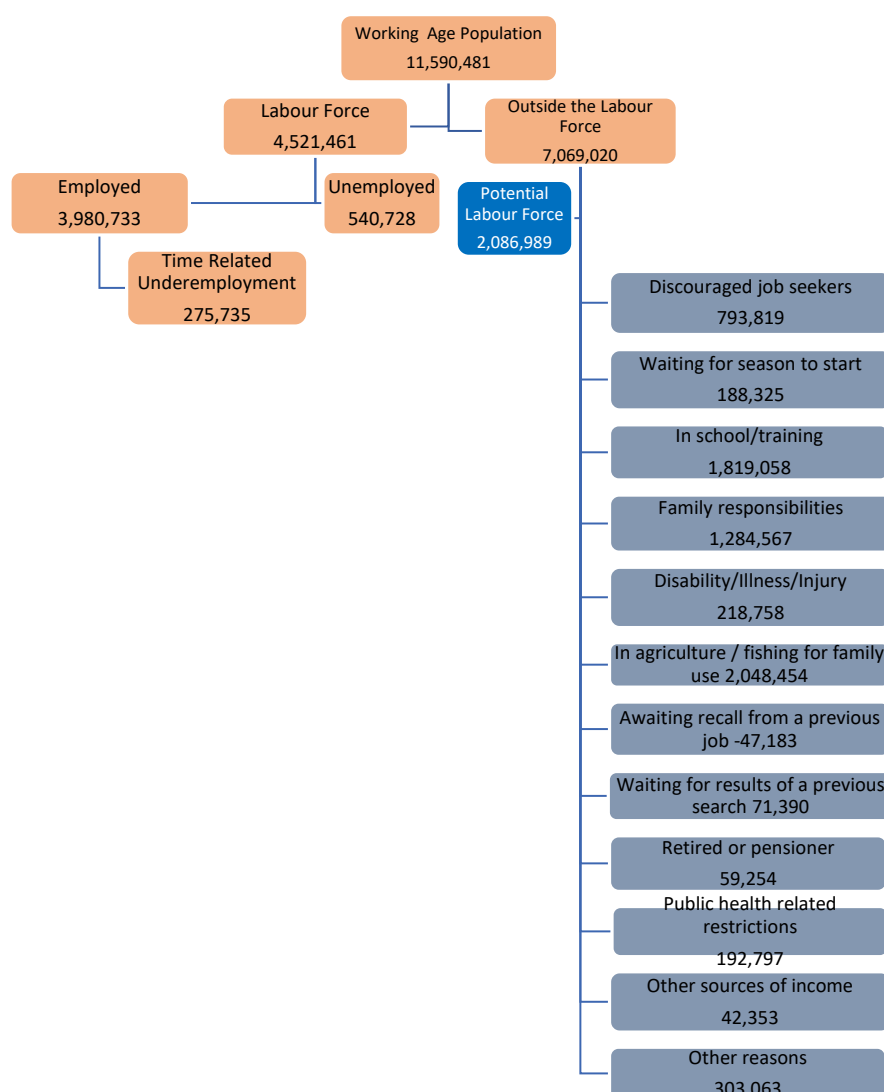 Working Age Population
11,590,481
Labour Force
4,521,461
Outside the Labour
Force
7,069,020
Employed
3,980,733
Unemployed
540,728
Potential
Labour Force
2,086,989
Time Related
Underemployment
275,735
Discouraged job seekers
793,819
Waiting for season to start
188,325
In school/training
1,819,058
Family responsibilities
1,284,567
Disability/Illness/Injury
218,758
In agriculture / fishing for family
use 2,048,454
Awaiting recall from a previous
job -47,183
Waiting for results of a previous
search 71,390
Retired or pensioner
59,254
Public health related
restrictions
192,797
Other sources of income
42,353
Other reasons
303,063